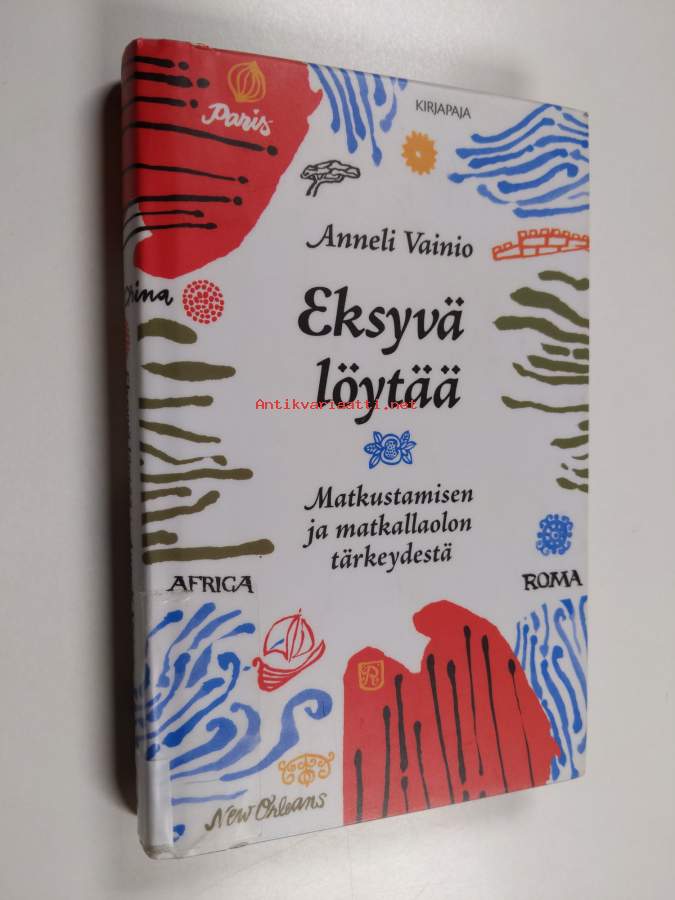 KIRJAPAJA
Paris
Anneli Vainio
Eksyvä
löytää
Antikvariaatti.net
Matkustamisen
ja matkallaolon
tärkeydestä
AFRICA
ROMA
New Orleans